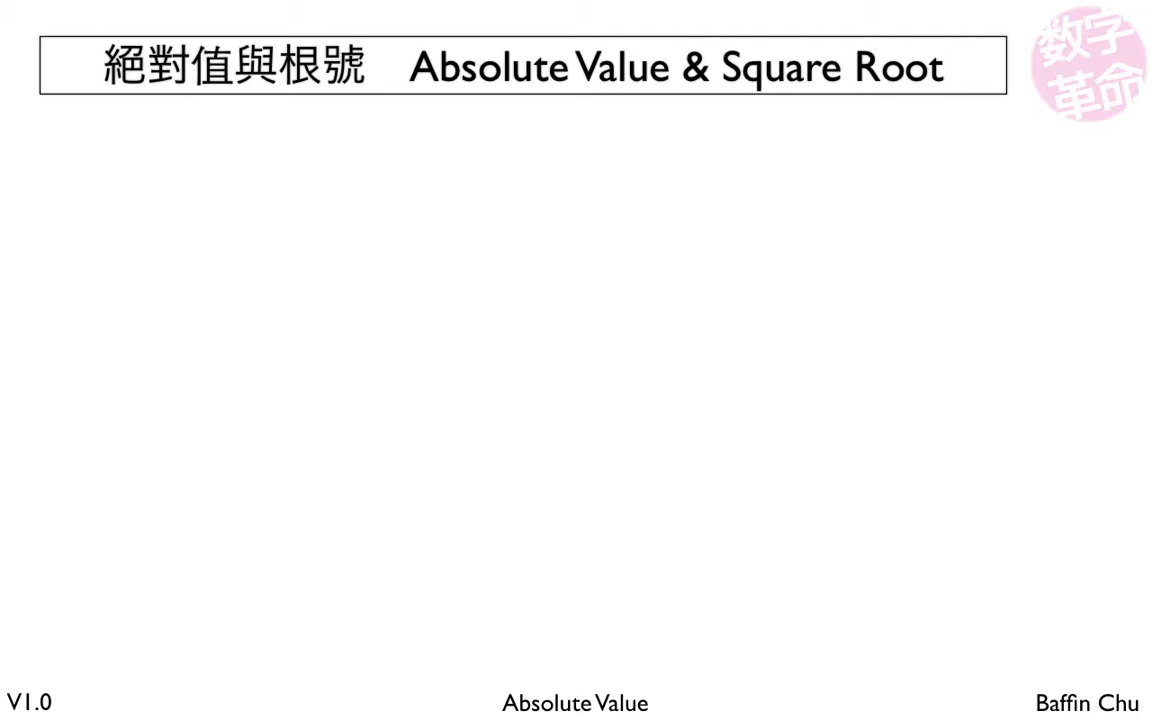 絕對值與根號 Absolute Value & Square Root
数字
革命
V1.0 Absolute Value Baffin Chu